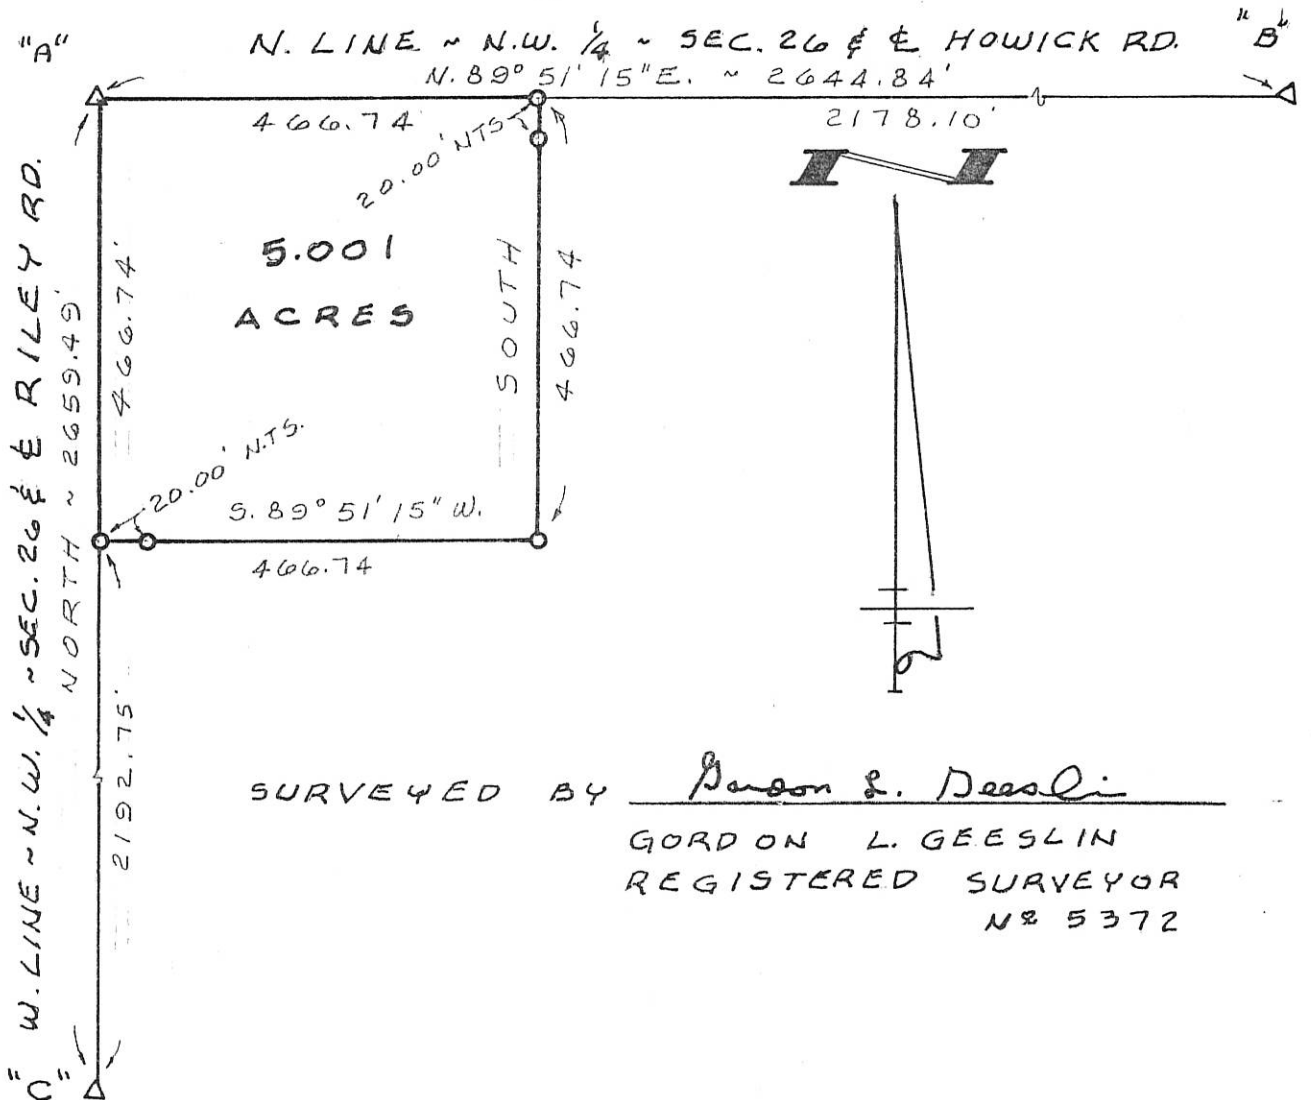 "A"
N. LINE ~ N.W. 1/4 ~ SEC. 26 & ℄ HOWICK RD.
"B"
N. 89° 51' 15" E. ~ 2644.84'
466.74'
2178.10'
20.00' NTS
5.001
ACRES
SOUTH
466.74
466.74'
W. LINE ~ N.W. 1/4 ~ SEC. 26 & ℄ RILEY RD.
NORTH ~ 2659.49'
20.00' N.T.S.
S. 89° 51' 15" W.
466.74
2192.75'
N
SURVEYED BY Gordon L. Geeslin
GORDON L. GEESLIN
REGISTERED SURVEYOR
Nº 5372
"C"